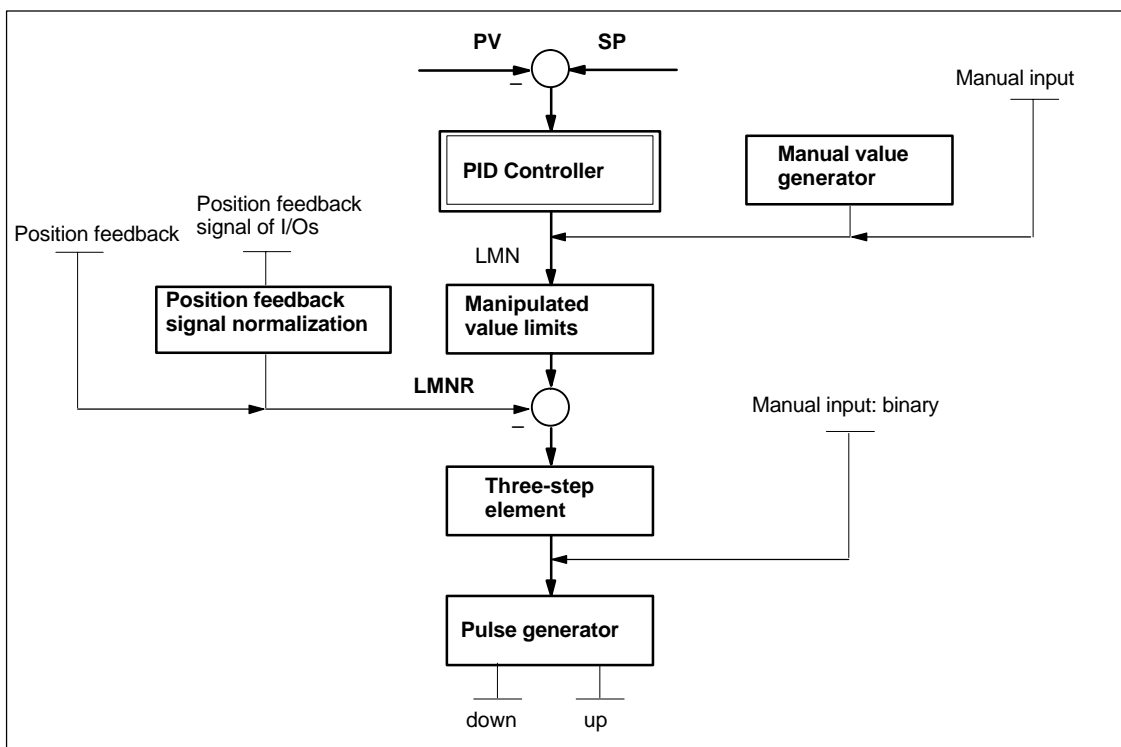 PV
SP
–
Manual input
PID Controller
Manual value
generator
Position feedback
signal of I/Os
Position feedback
LMN
Position feedback
signal normalization
Manipulated
value limits
LMNR
–
Manual input: binary
Three-step
element
Pulse generator
down
up